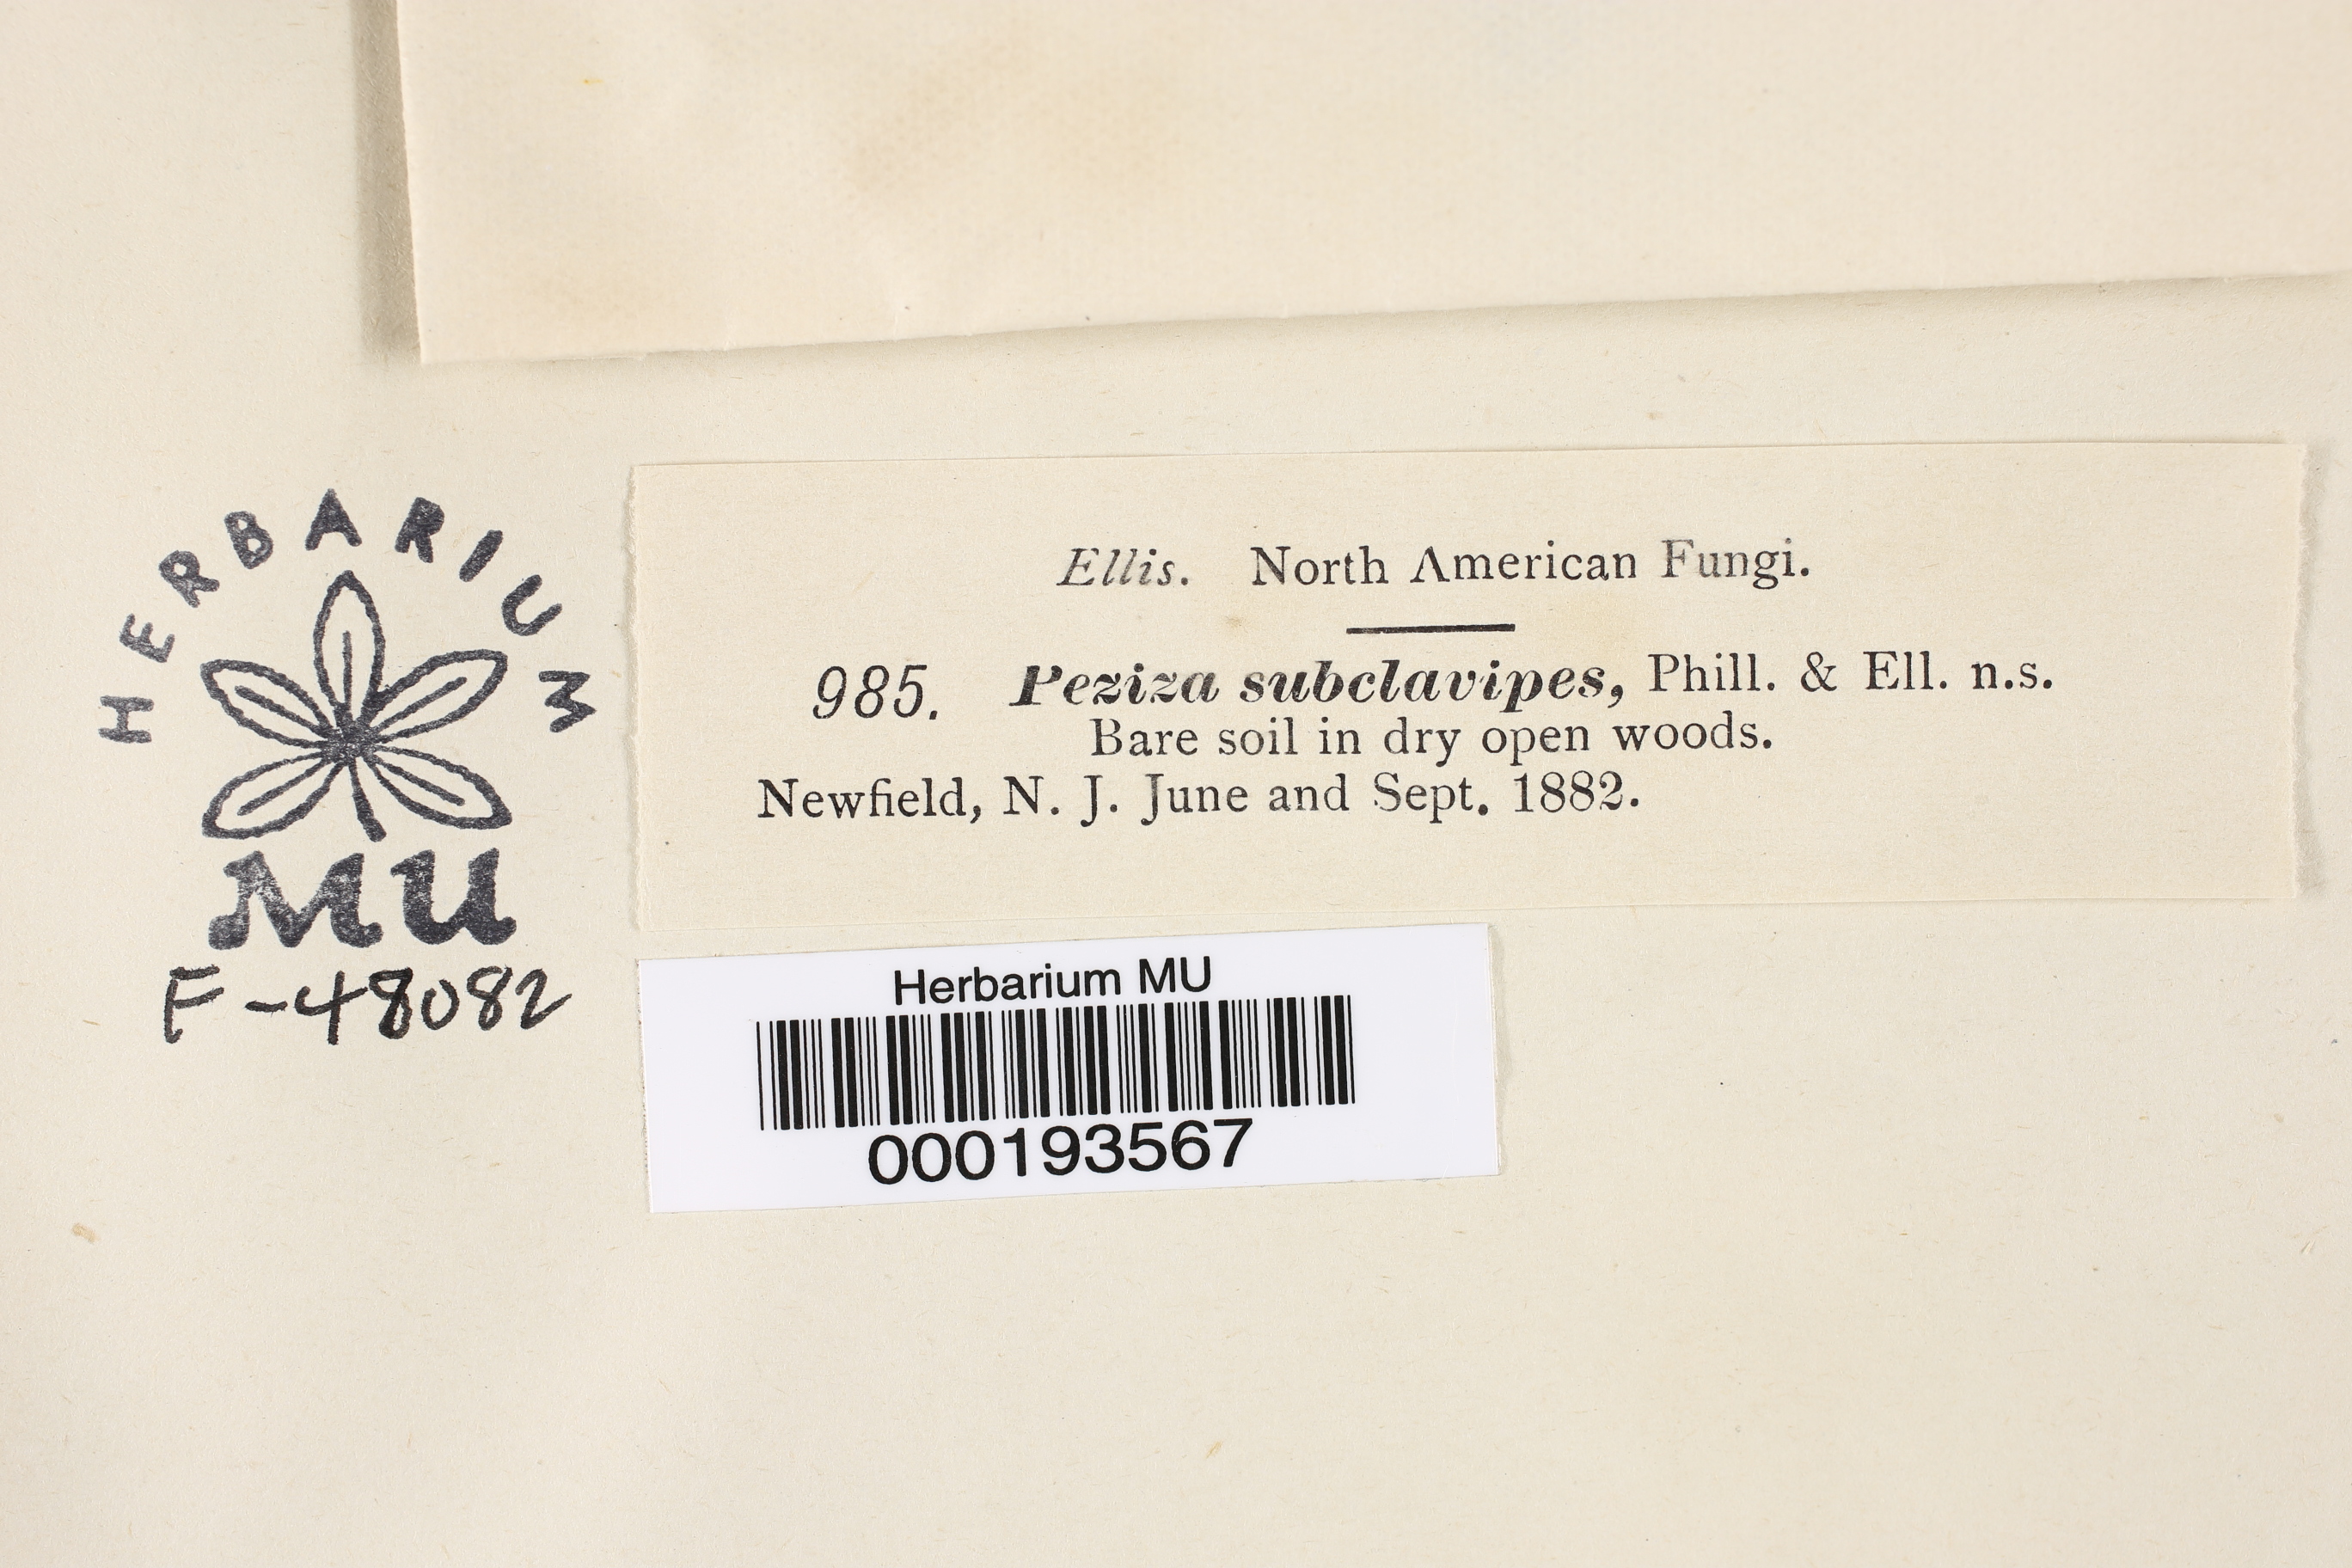 Ellis. North American Fungi.
985. Peziza subclavipes, Phill. & Ell. n.s.
Bare soil in dry open woods.
Newfield, N. J. June and Sept. 1882.
HERBARIUM
MU
F-48082
Herbarium MU
000193567